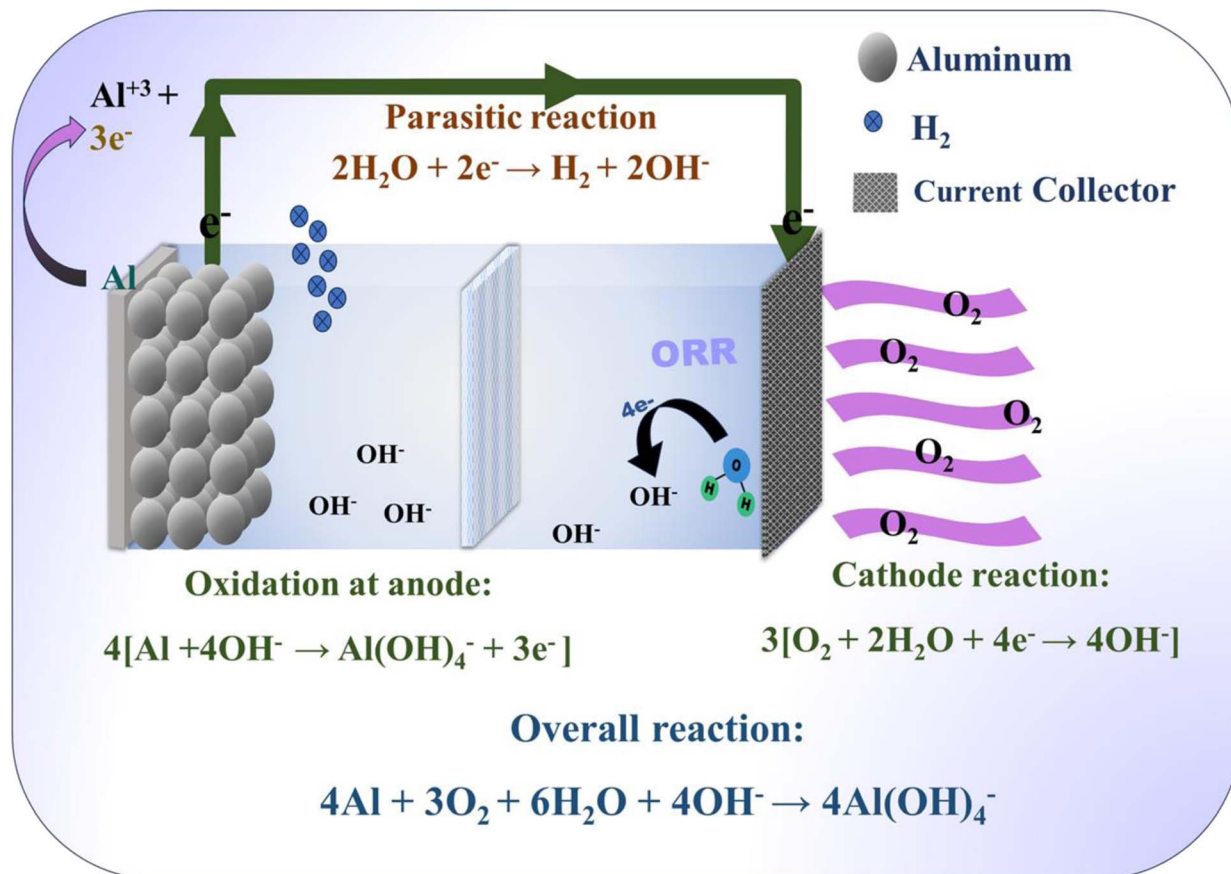 Al⁺³ +
3e⁻
Al
e⁻
Parasitic reaction
2H₂O + 2e⁻ → H₂ + 2OH⁻
e⁻
Aluminum
H₂
Current Collector
ORR
4e-
OH⁻
OH⁻
OH⁻
OH⁻
OH⁻
O
H
H
O₂
O₂
O₂
O₂
O₂
Oxidation at anode:
4[Al +4OH⁻ → Al(OH)₄⁻ + 3e⁻]
Cathode reaction:
3[O₂ + 2H₂O + 4e⁻ → 4OH⁻]
Overall reaction:
4Al + 3O₂ + 6H₂O + 4OH⁻ → 4Al(OH)₄⁻